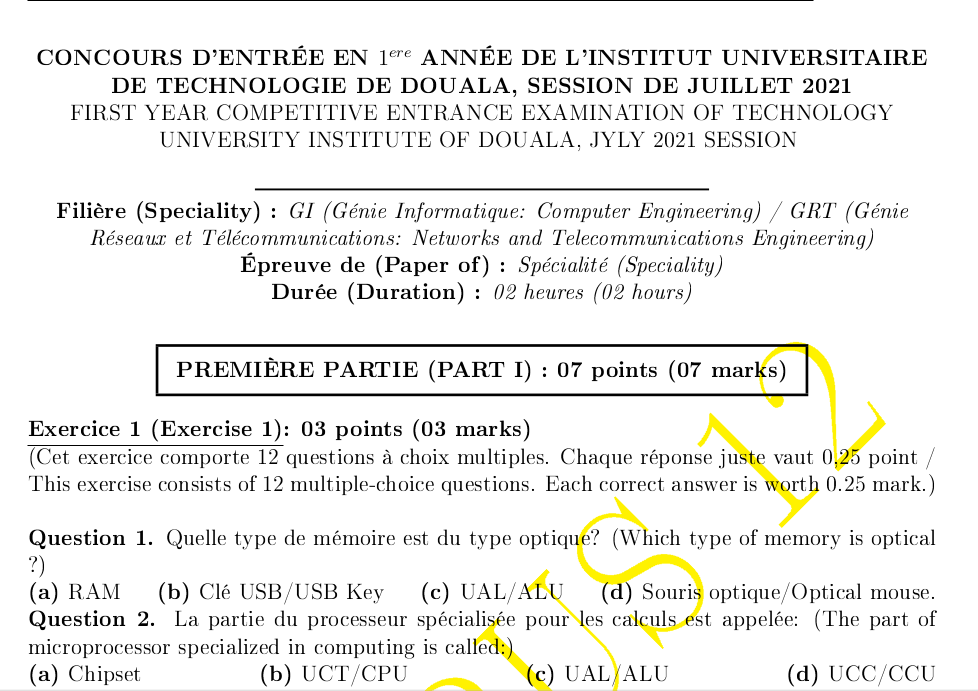 CONCOURS D'ENTRÉE EN 1ere ANNÉE DE L'INSTITUT UNIVERSITAIRE
DE TECHNOLOGIE DE DOUALA, SESSION DE JUILLET 2021
FIRST YEAR COMPETITIVE ENTRANCE EXAMINATION OF TECHNOLOGY
UNIVERSITY INSTITUTE OF DOUALA, JYLY 2021 SESSION
Filière (Speciality) : GI (Génie Informatique: Computer Engineering) / GRT (Génie
Réseaux et Télécommunications: Networks and Telecommunications Engineering)
Épreuve de (Paper of) : Spécialité (Speciality)
Durée (Duration) : 02 heures (02 hours)
PREMIÈRE PARTIE (PART I) : 07 points (07 marks)
Exercice 1 (Exercise 1): 03 points (03 marks)
(Cet exercice comporte 12 questions à choix multiples. Chaque réponse juste vaut 0,25 point /
This exercise consists of 12 multiple-choice questions. Each correct answer is worth 0.25 mark.)
Question 1. Quelle type de mémoire est du type optique? (Which type of memory is optical
?)
(a) RAM (b) Clé USB/USB Key (c) UAL/ALU (d) Souris optique/Optical mouse.
Question 2. La partie du processeur spécialisée pour les calculs est appelée: (The part of
microprocessor specialized in computing is called:)
(a) Chipset (b) UCT/CPU (c) UAL/ALU (d) UCC/CCU
12